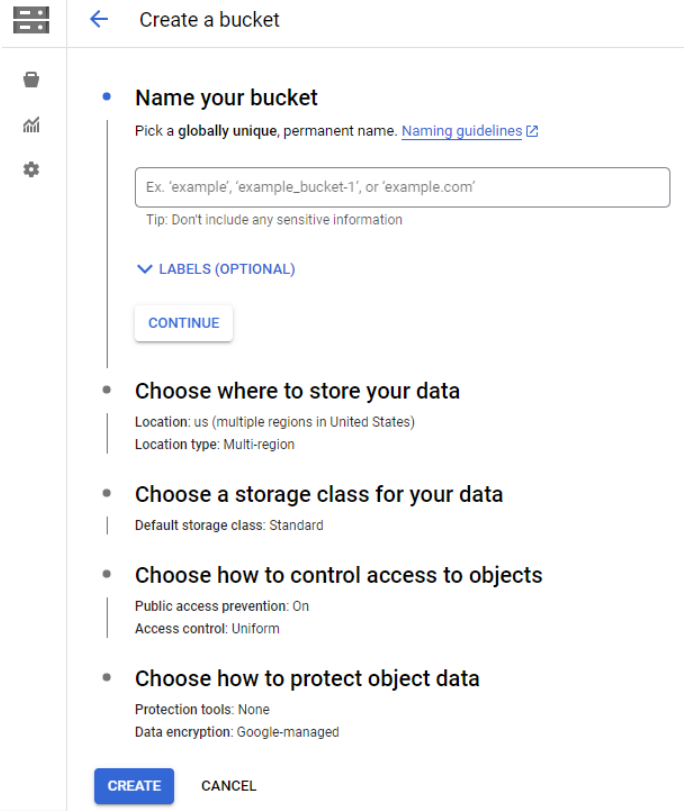 Create a bucket
Name your bucket
Pick a globally unique, permanent name. Naming guidelines
Ex. 'example', 'example_bucket-1', or 'example.com'
Tip: Don't include any sensitive information
LABELS (OPTIONAL)
CONTINUE
Choose where to store your data
Location: us (multiple regions in United States)
Location type: Multi-region
Choose a storage class for your data
Default storage class: Standard
Choose how to control access to objects
Public access prevention: On
Access control: Uniform
Choose how to protect object data
Protection tools: None
Data encryption: Google-managed
CREATE CANCEL